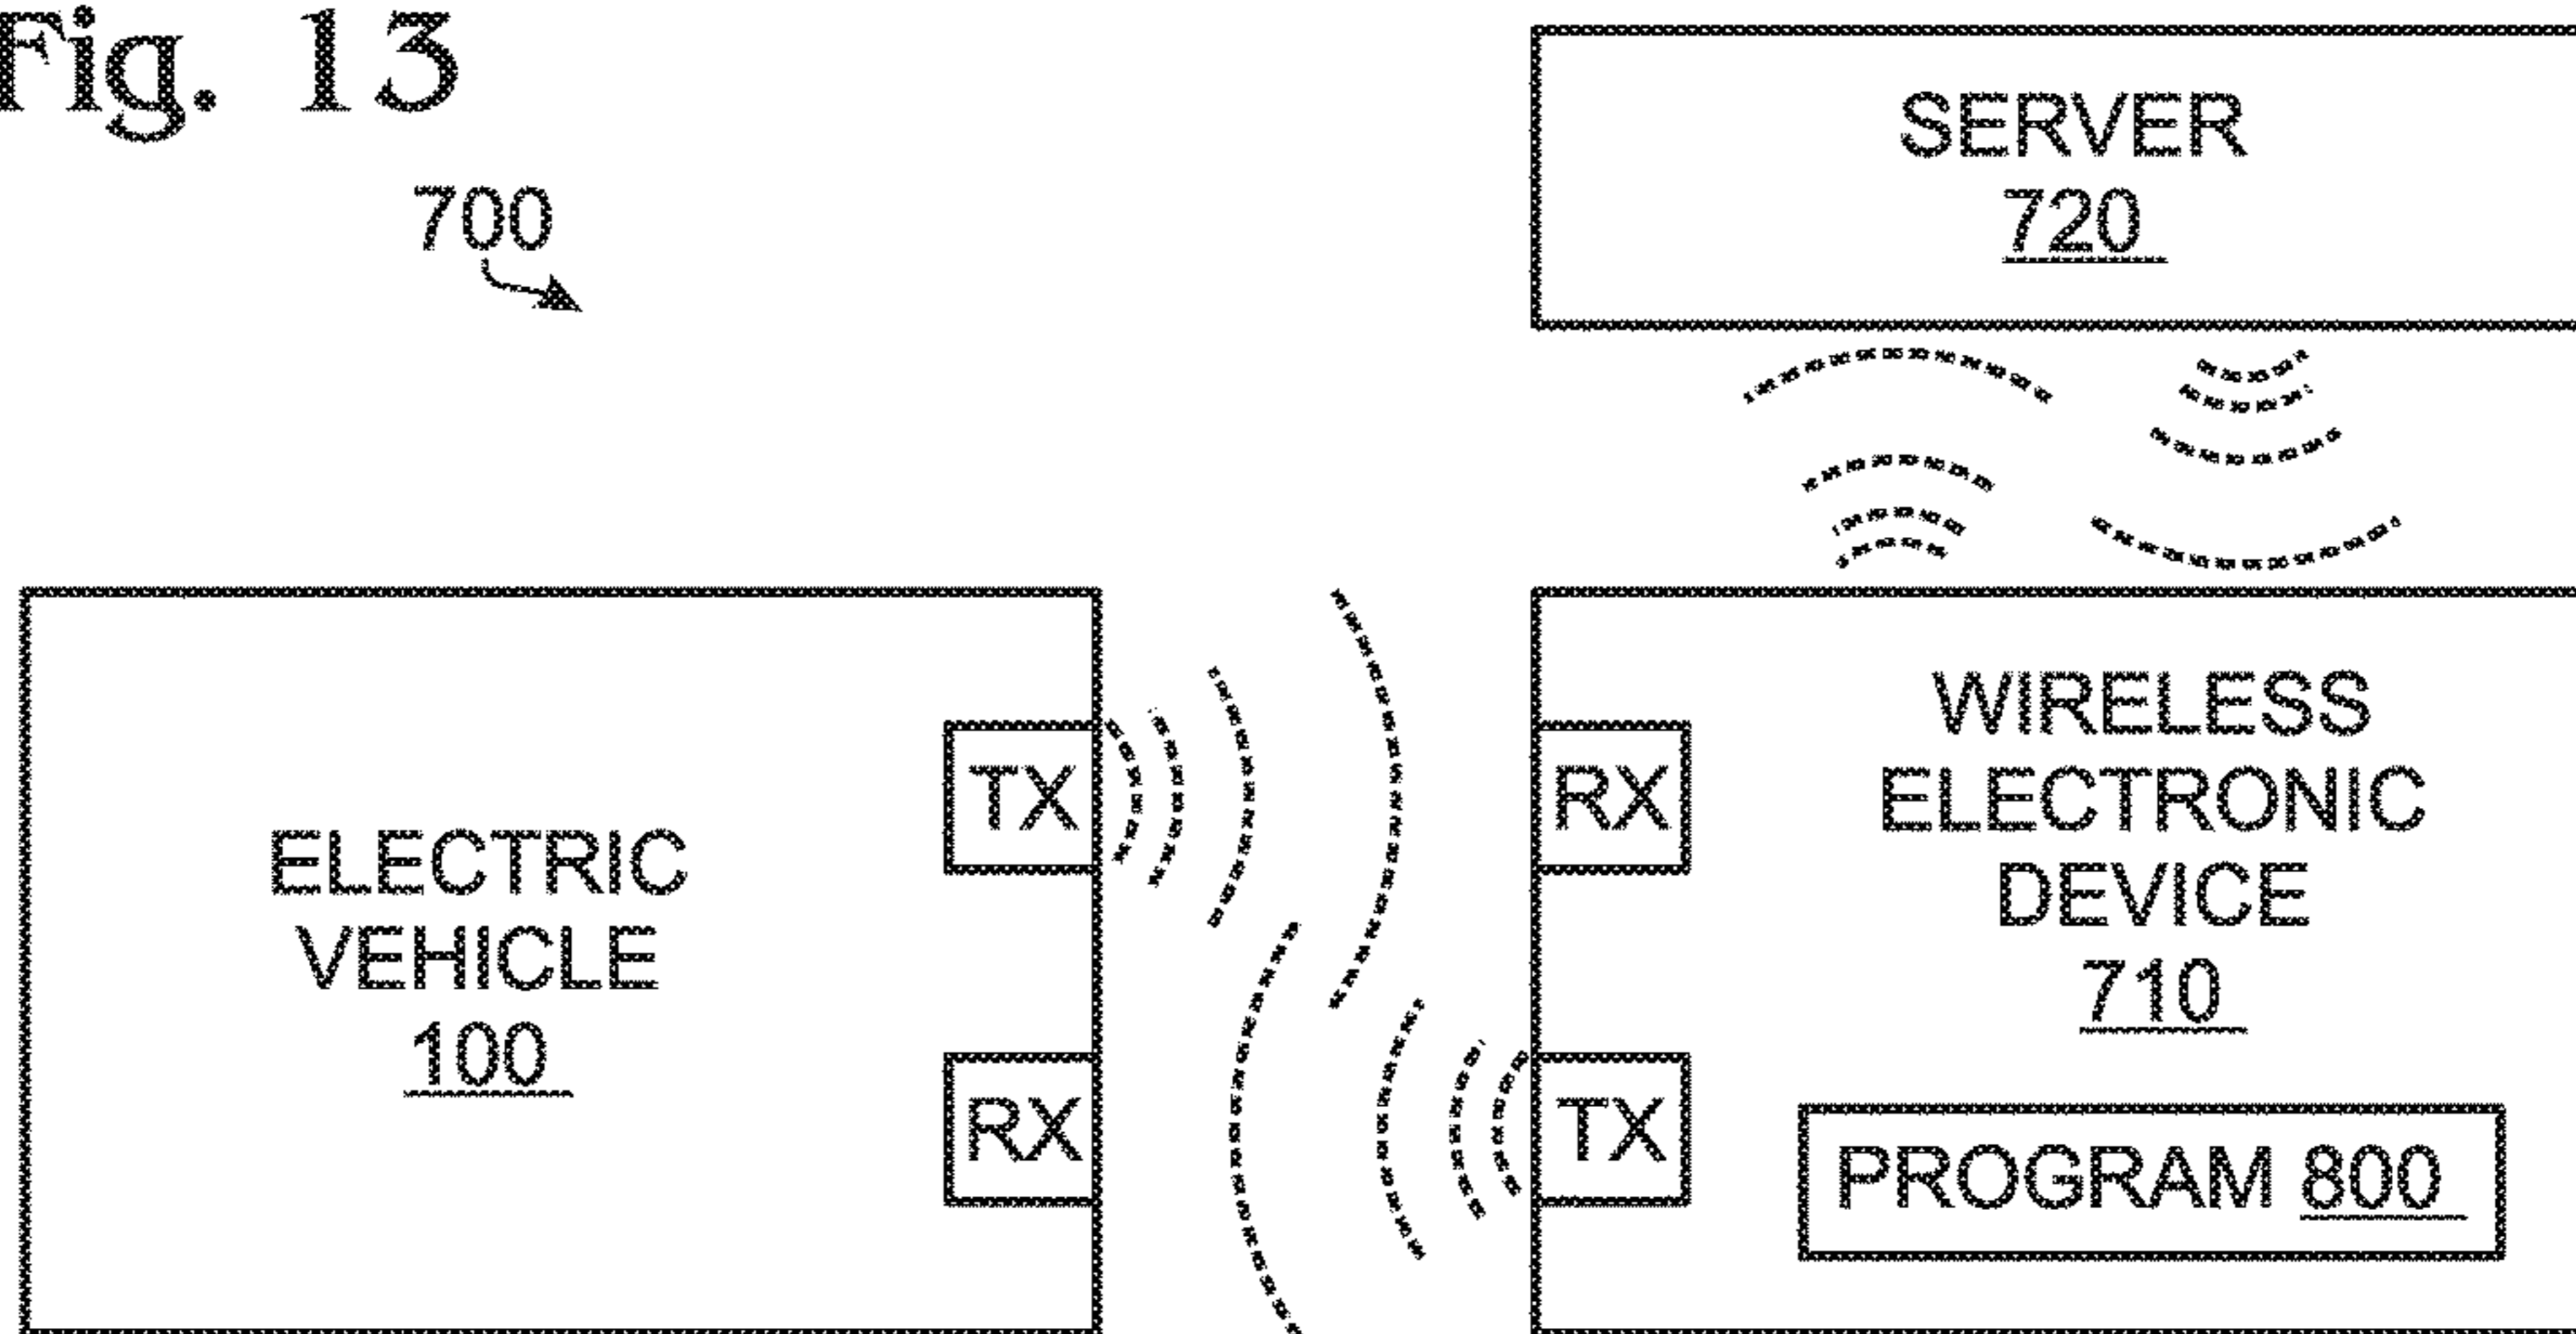 Fig. 13
700
SERVER
720
ELECTRIC
VEHICLE
100
TX
RX
RX
TX
WIRELESS
ELECTRONIC
DEVICE
710
PROGRAM 800